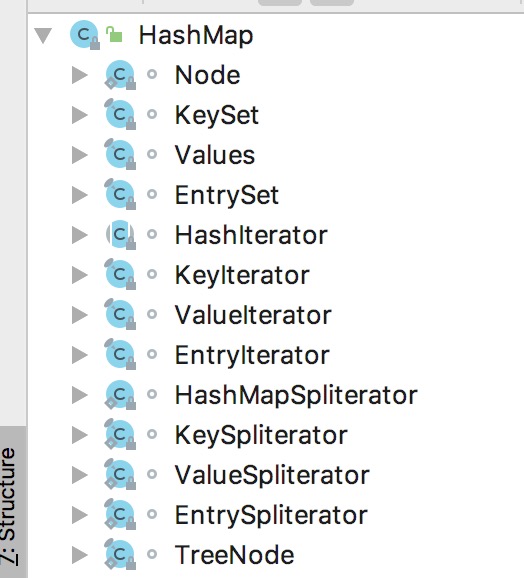 HashMap
Node
KeySet
Values
EntrySet
HashIterator
KeyIterator
ValueIterator
EntryIterator
HashMapSpliterator
KeySpliterator
ValueSpliterator
EntrySpliterator
TreeNode
7: Structure